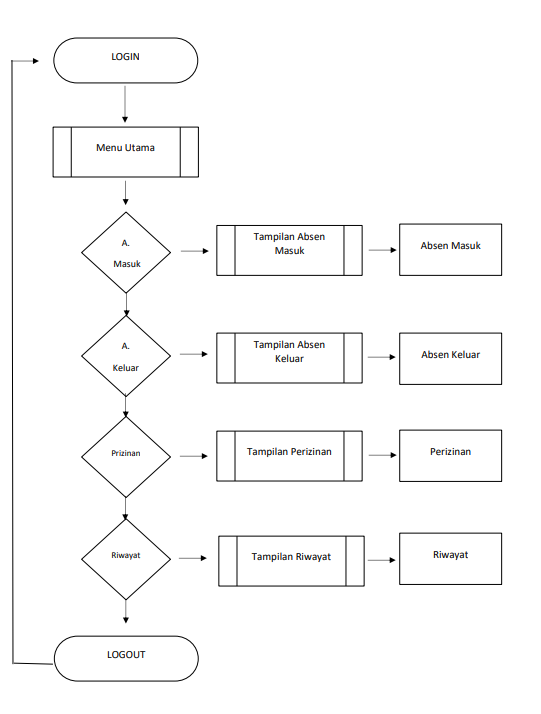 LOGIN
Menu Utama
A.
Masuk
Tampilan Absen
Masuk
Absen Masuk
A.
Keluar
Tampilan Absen
Keluar
Absen Keluar
Prizinan
Tampilan Perizinan
Perizinan
Riwayat
Tampilan Riwayat
Riwayat
LOGOUT